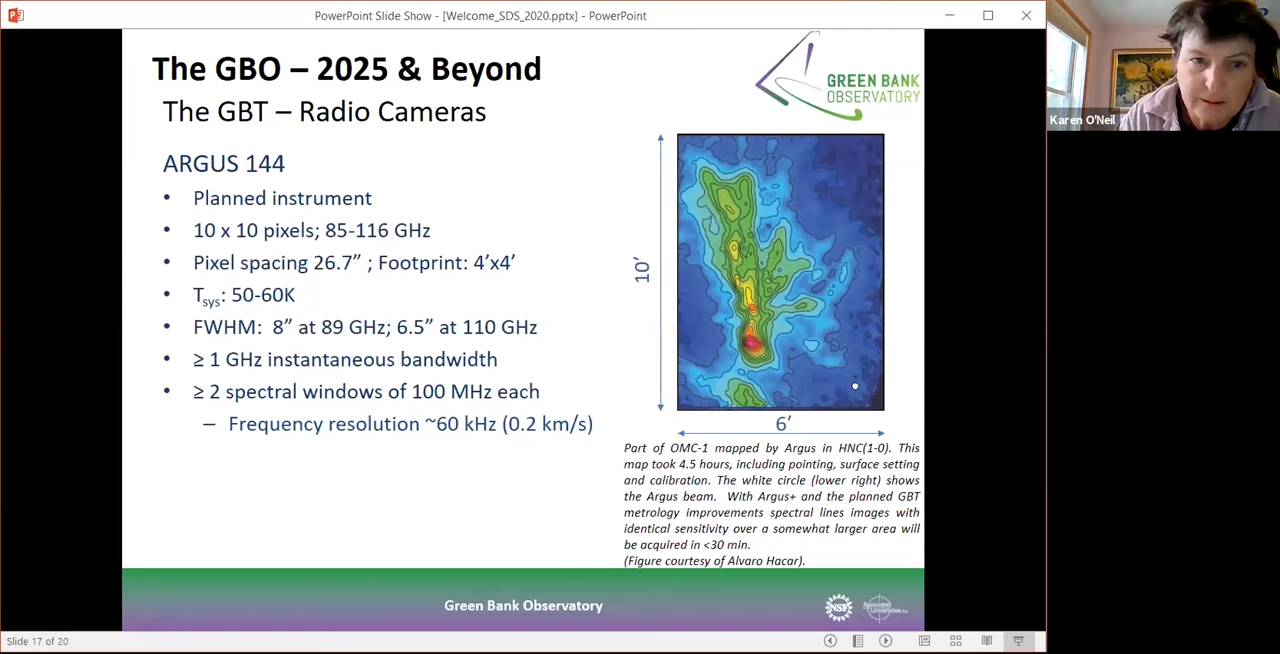 PowerPoint Slide Show - [Welcome_SDS_2020.pptx] - PowerPoint
The GBO – 2025 & Beyond
The GBT – Radio Cameras
GREEN BANK
OBSERVATORY
Karen O'Neil
ARGUS 144
• Planned instrument
• 10 x 10 pixels; 85-116 GHz
• Pixel spacing 26.7” ; Footprint: 4’x4’
• Tsys: 50-60K
• FWHM: 8” at 89 GHz; 6.5” at 110 GHz
• ≥ 1 GHz instantaneous bandwidth
• ≥ 2 spectral windows of 100 MHz each
– Frequency resolution ~60 kHz (0.2 km/s)
10’
6’
Part of OMC-1 mapped by Argus in HNC(1-0). This
map took 4.5 hours, including pointing, surface setting
and calibration. The white circle (lower right) shows
the Argus beam. With Argus+ and the planned GBT
metrology improvements spectral lines images with
identical sensitivity over a somewhat larger area will
be acquired in <30 min.
(Figure courtesy of Alvaro Hacar).
Green Bank Observatory
NSF
Associated
Universities, Inc.
Slide 17 of 20